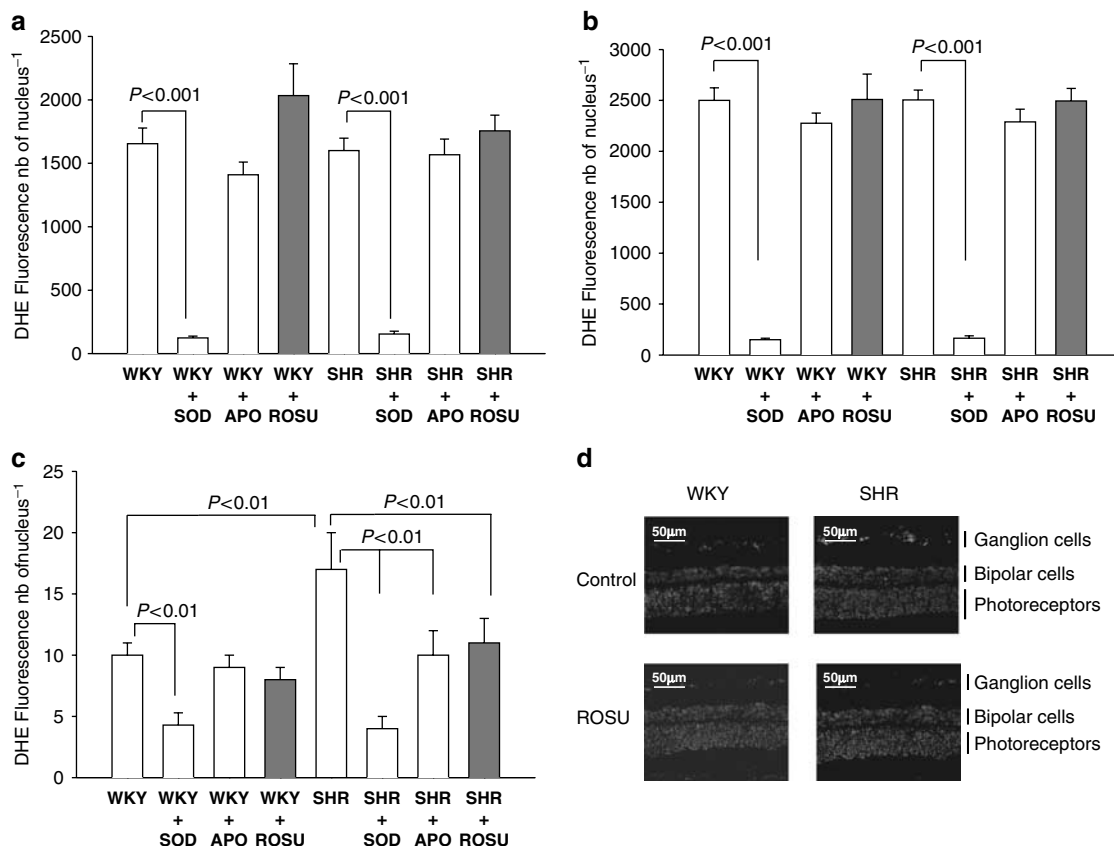 a
DHE Fluorescence nb of nucleus⁻¹
2500
2000
1500
1000
500
0
P<0.001
P<0.001
WKY WKY WKY WKY SHR SHR SHR SHR
+ + + + + +
SOD APO ROSU SOD APO ROSU
b
DHE Fluorescence nb of nucleus⁻¹
3000
2500
2000
1500
1000
500
0
P<0.001
P<0.001
WKY WKY WKY WKY SHR SHR SHR SHR
+ + + + + +
SOD APO ROSU SOD APO ROSU
c
DHE Fluorescence nb ofnucleus⁻¹
25
20
15
10
5
0
P<0.01
P<0.01
P<0.01
P<0.01
WKY WKY WKY WKY SHR SHR SHR SHR
+ + + + + +
SOD APO ROSU SOD APO ROSU
d
WKY SHR
Control
50µm 50µm
Ganglion cells
Bipolar cells
Photoreceptors
ROSU
50µm 50µm
Ganglion cells
Bipolar cells
Photoreceptors